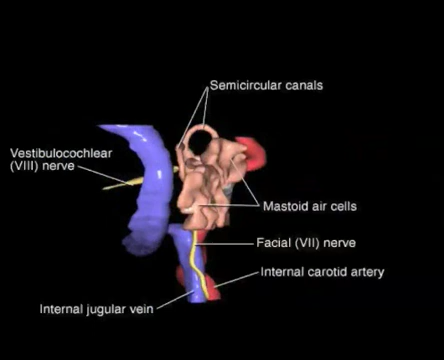 Semicircular canals
Vestibulocochlear
(VIII) nerve
Mastoid air cells
Facial (VII) nerve
Internal carotid artery
Internal jugular vein